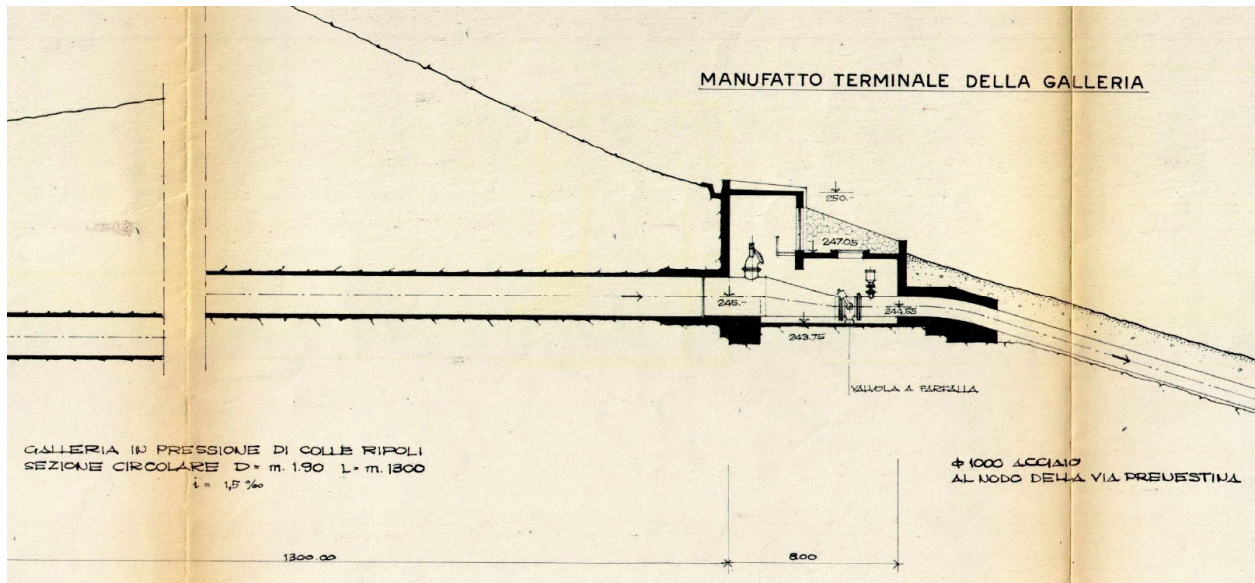 MANUFATTO TERMINALE DELLA GALLERIA
250.-
247.05
245.-
244.55
243.75
VALVOLA A FARFALLA
GALLERIA IN PRESSIONE DI COLLE RIPOLI
SEZIONE CIRCOLARE D= m. 1.90 L= m. 1300
i = 1,5 ‰
Φ 1000 ACCIAIO
AL NODO DELLA VIA PRENESTINA
1300.00
8.00